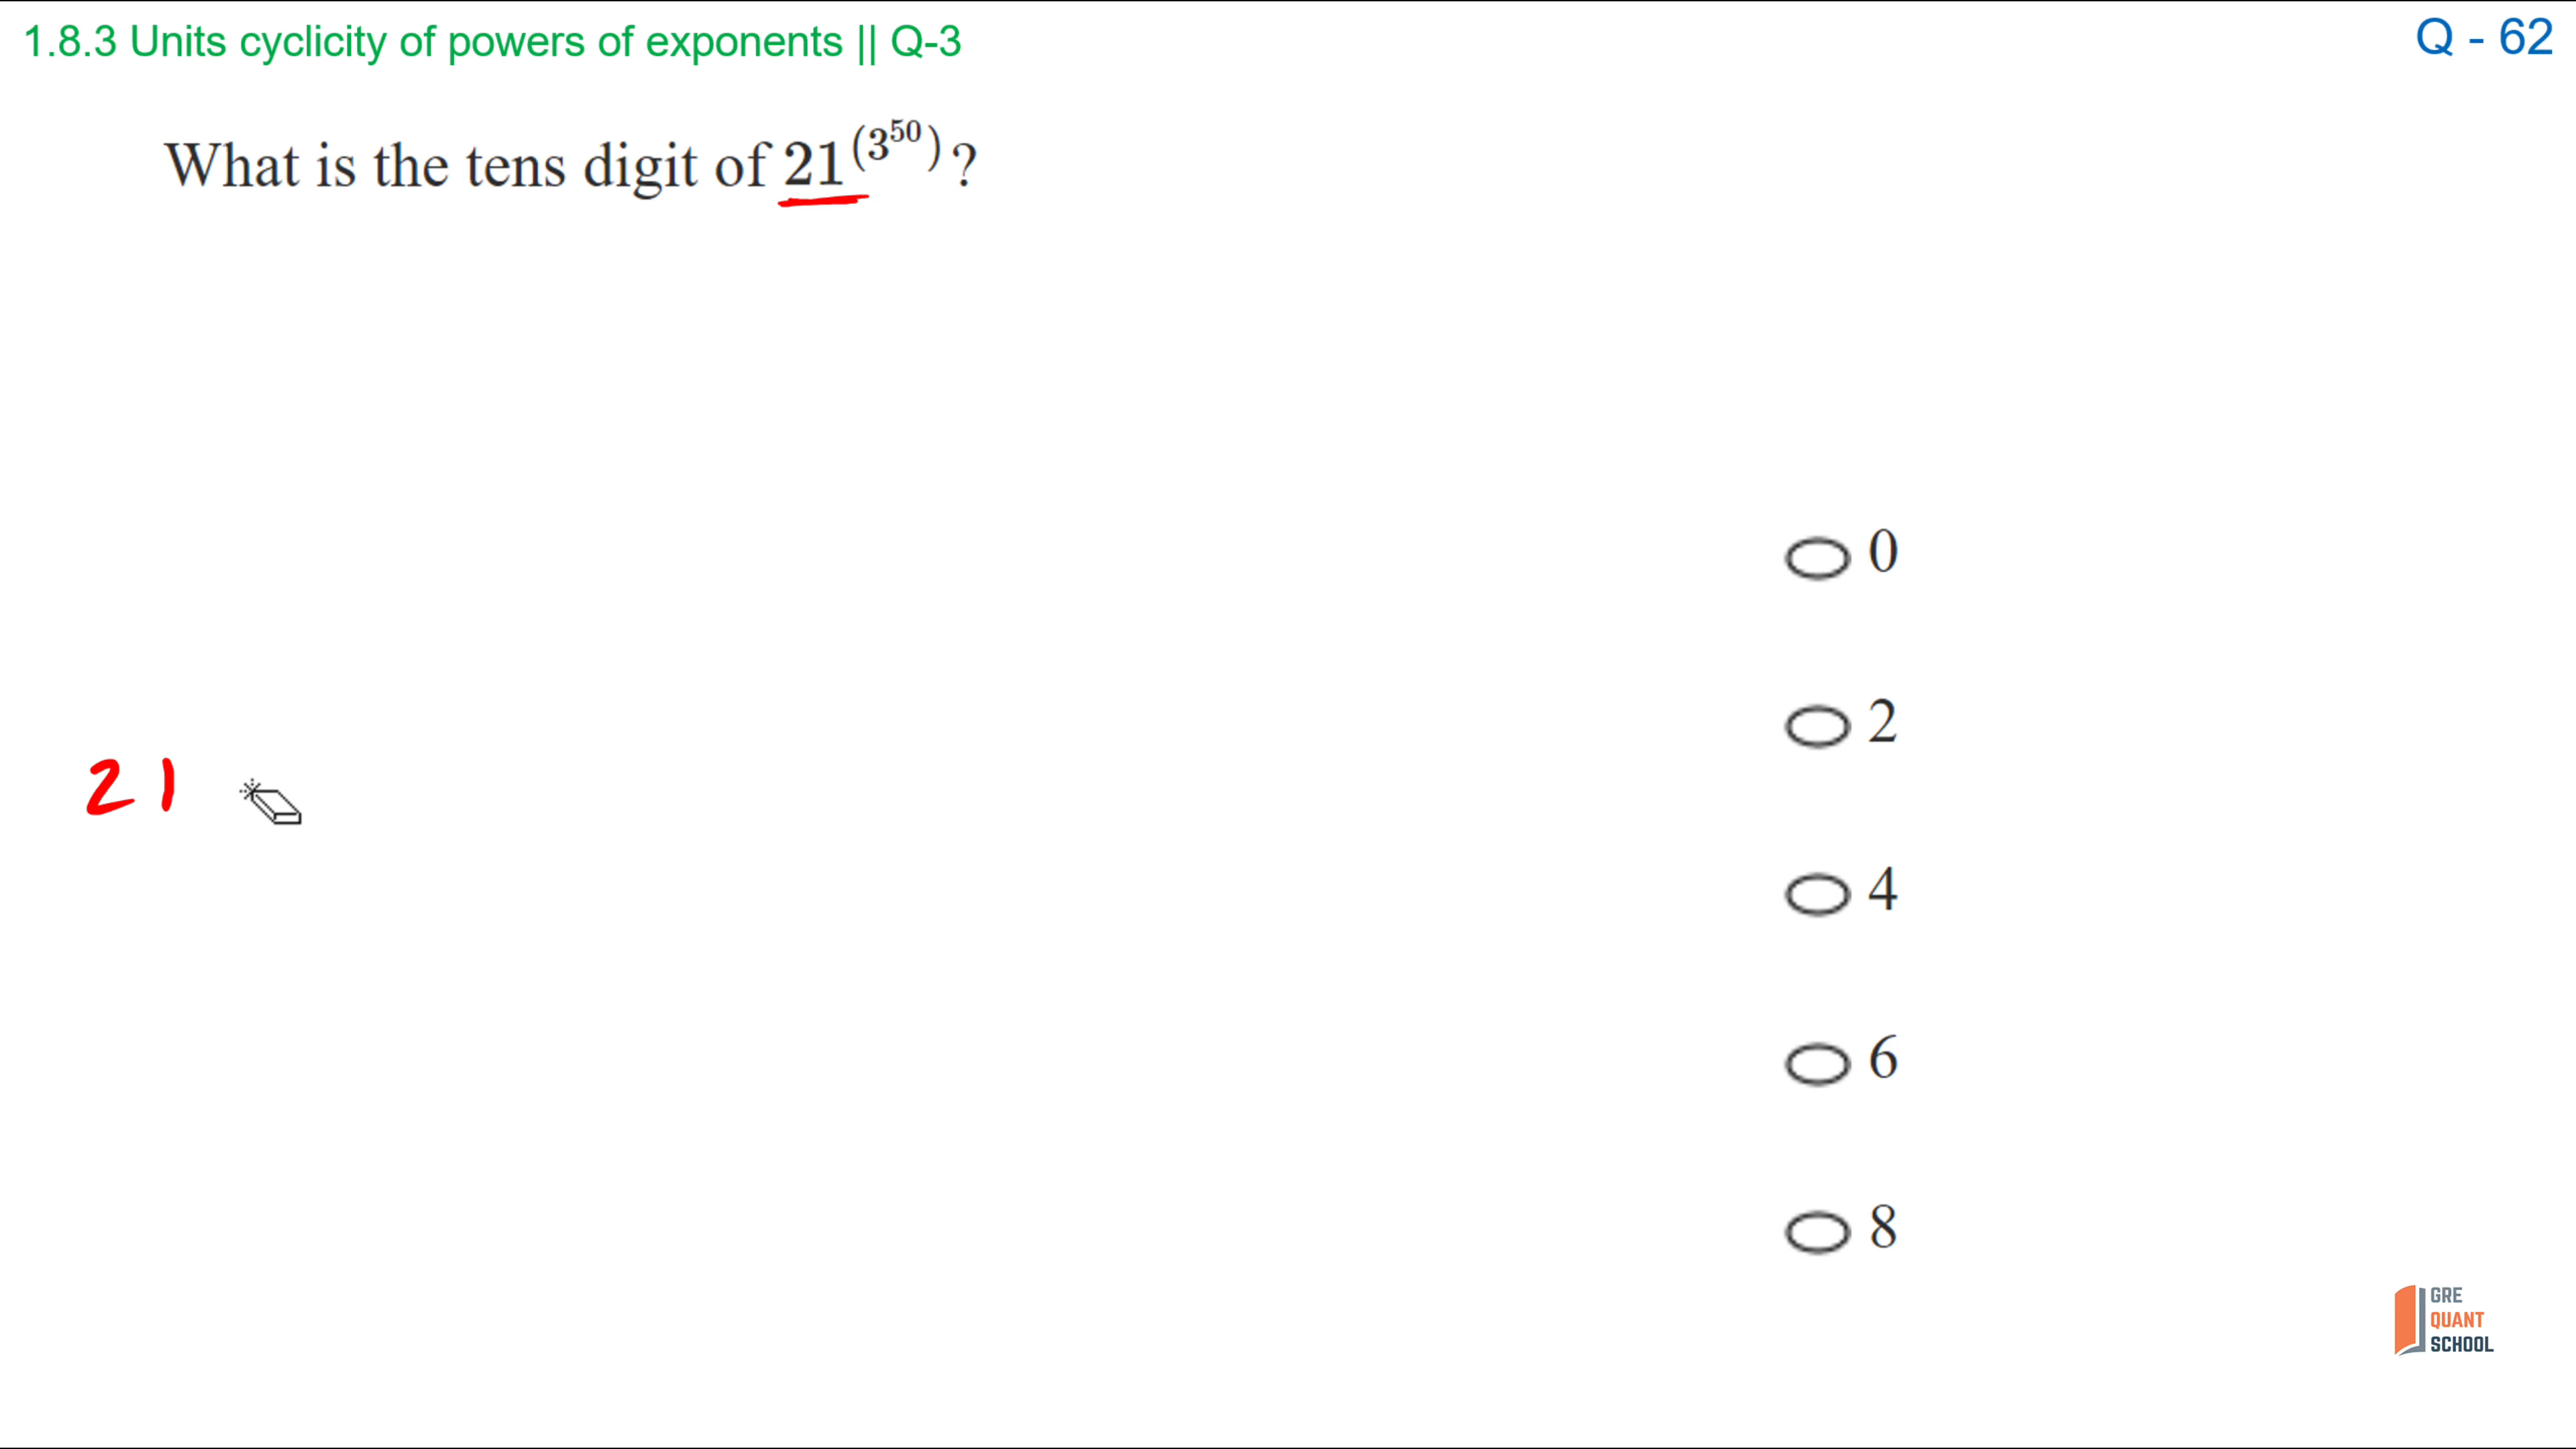 1.8.3 Units cyclicity of powers of exponents || Q-3
Q - 62
What is the tens digit of 21^(3^50)?
0
2
4
6
8
21
GRE
QUANT
SCHOOL